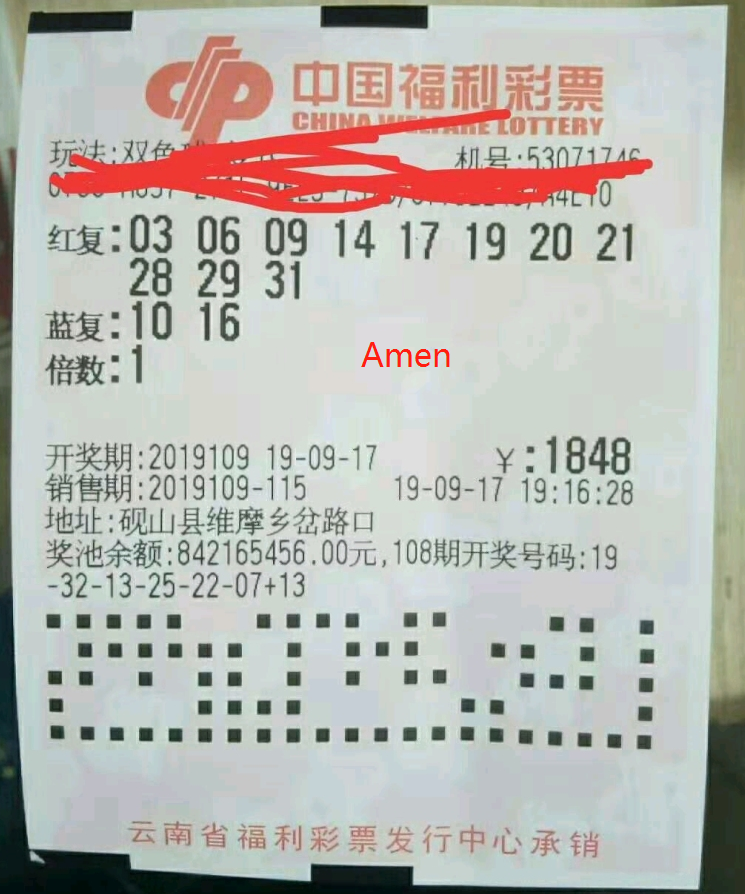 中国福利彩票
CHINA WELFARE LOTTERY
玩法:双色 机号:53071746
红复:03 06 09 14 17 19 20 21
28 29 31
蓝复:10 16
倍数:1
Amen
开奖期:2019109 19-09-17 ¥:1848
销售期:2019109-115 19-09-17 19:16:28
地址:砚山县维摩乡岔路口
奖池余额:842165456.00元,108期开奖号码:19
-32-13-25-22-07+13
云南省福利彩票发行中心承销